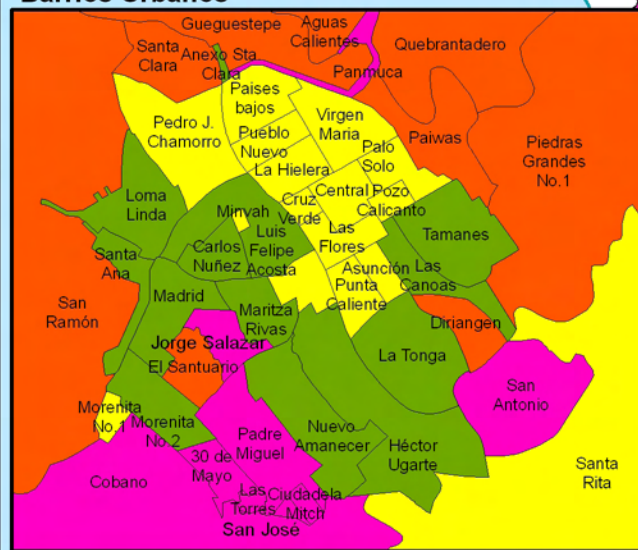 Barrios Urbanos
Gueguestepe
Aguas
Calientes
Santa
Clara
Anexo Sta
Clara
Quebrantadero
Panmuca
Paises
bajos
Pedro J.
Chamorro
Virgen
Maria
Pueblo
Nuevo
Palo
Solo
Paiwas
Piedras
Grandes
No.1
La Hielera
Loma
Linda
Minvah
Cruz
Verde
Central
Pozo
Calicanto
Luis
Felipe
Acosta
Las
Flores
Tamanes
Carlos
Nuñez
Santa
Ana
Asunción
Las
Canoas
Punta
Caliente
Madrid
San
Ramón
Maritza
Rivas
Diriangen
Jorge Salazar
El Santuario
La Tonga
San
Antonio
Morenita
No.1
Morenita
No.2
Padre
Miguel
Nuevo
Amanecer
Héctor
Ugarte
30 de
Mayo
Cobano
Santa
Rita
Las
Torres
Ciudadela
Mitch
San José